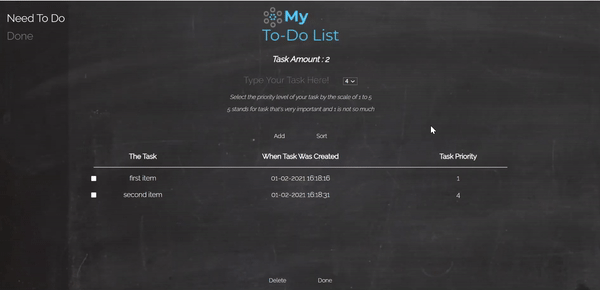 Need To Do
Done
My
To-Do List
Task Amount : 2
Type Your Task Here!
4
Select the priority level of your task by the scale of 1 to 5
5 stands for task that's very important and 1 is not so much
Add Sort
The Task When Task Was Created Task Priority
first item 01-02-2021 16:18:16 1
second item 01-02-2021 16:18:31 4
Delete Done